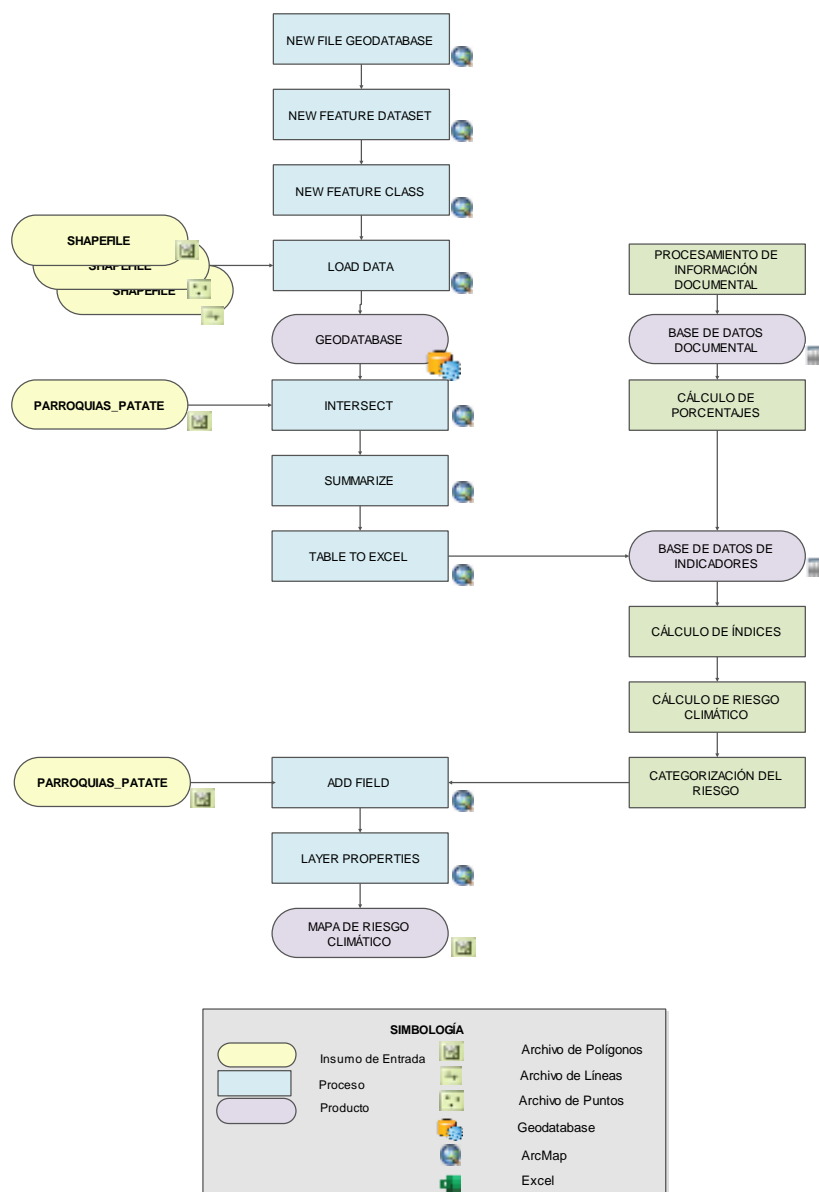 NEW FILE GEODATABASE
NEW FEATURE DATASET
NEW FEATURE CLASS
SHAPEFILE
SHAPEFILE
SHAPEFILE
LOAD DATA
PROCESAMIENTO DE
INFORMACIÓN
DOCUMENTAL
GEODATABASE
BASE DE DATOS
DOCUMENTAL
PARROQUIAS_PATATE
INTERSECT
CÁLCULO DE
PORCENTAJES
SUMMARIZE
TABLE TO EXCEL
BASE DE DATOS DE
INDICADORES
CÁLCULO DE ÍNDICES
CÁLCULO DE RIESGO
CLIMÁTICO
PARROQUIAS_PATATE
ADD FIELD
CATEGORIZACIÓN DEL
RIESGO
LAYER PROPERTIES
MAPA DE RIESGO
CLIMÁTICO
SIMBOLOGÍA
Insumo de Entrada
Archivo de Polígonos
Proceso
Archivo de Líneas
Producto
Archivo de Puntos
Geodatabase
ArcMap
Excel